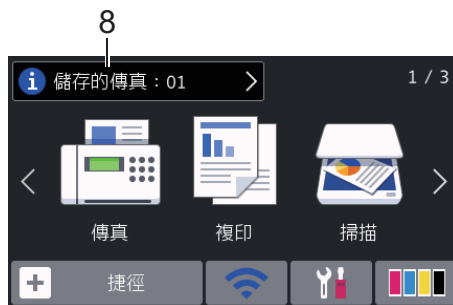 8
儲存的傳真：01
1 / 3
傳真 複印 掃描
捷徑